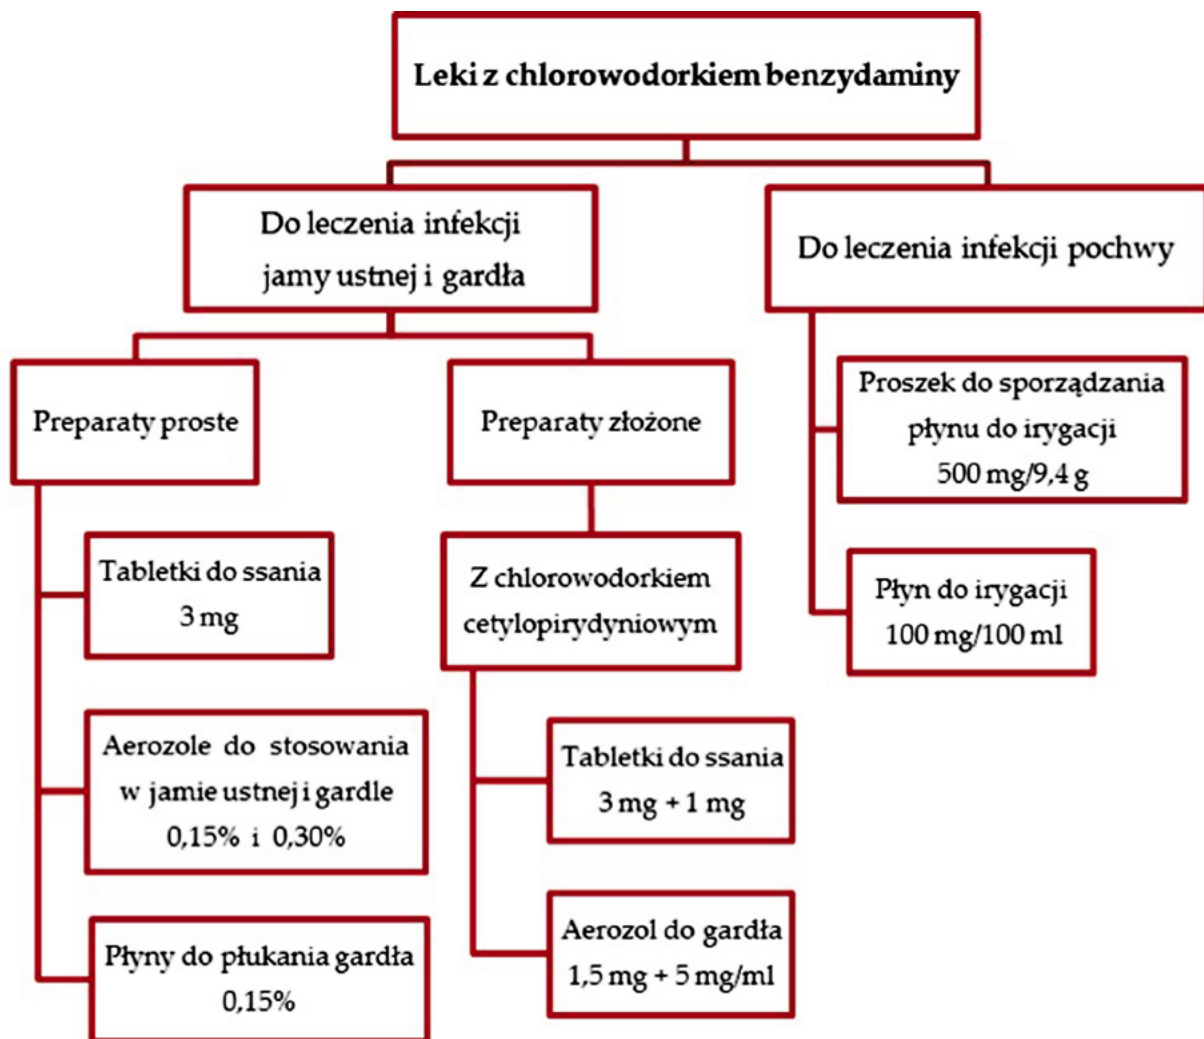 Leki z chlorowodorkiem benzydaminy
Do leczenia infekcji
jamy ustnej i gardła
Do leczenia infekcji pochwy
Preparaty proste
Preparaty złożone
Proszek do sporządzania
płynu do irygacji
500 mg/9,4 g
Tabletki do ssania
3 mg
Z chlorowodorkiem
cetylopirydyniowym
Płyn do irygacji
100 mg/100 ml
Aerozole do stosowania
w jamie ustnej i gardle
0,15% i 0,30%
Tabletki do ssania
3 mg + 1 mg
Płyny do płukania gardła
0,15%
Aerozol do gardła
1,5 mg + 5 mg/ml